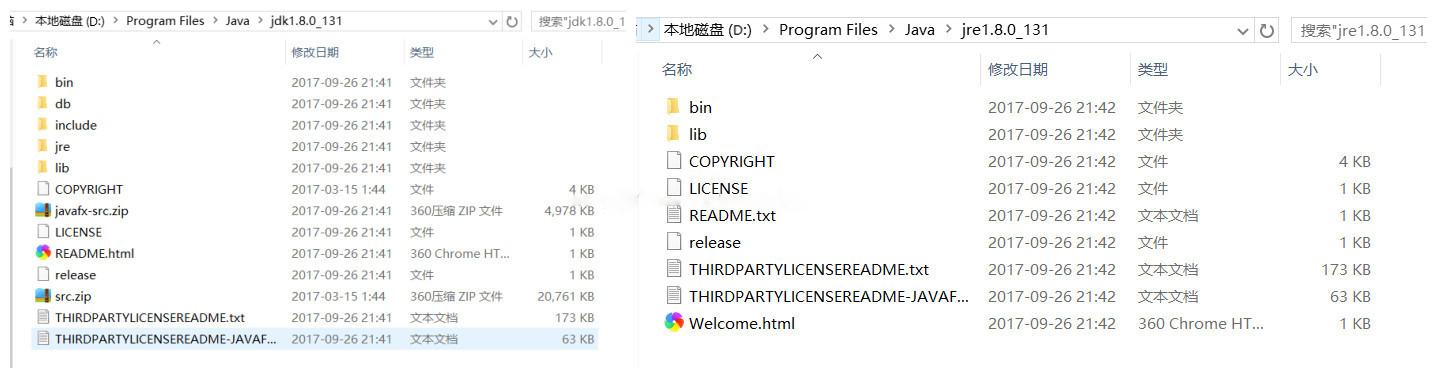 本地磁盘 (D:) > Program Files > Java > jdk1.8.0_131 搜索"jdk1.8.0_1
名称 修改日期 类型 大小
bin 2017-09-26 21:41 文件夹
db 2017-09-26 21:41 文件夹
include 2017-09-26 21:41 文件夹
jre 2017-09-26 21:41 文件夹
lib 2017-09-26 21:41 文件夹
COPYRIGHT 2017-03-15 1:44 文件 4 KB
javafx-src.zip 2017-09-26 21:41 360压缩 ZIP 文件 4,978 KB
LICENSE 2017-09-26 21:41 文件 1 KB
README.html 2017-09-26 21:41 360 Chrome HT... 1 KB
release 2017-09-26 21:41 文件 1 KB
src.zip 2017-03-15 1:44 360压缩 ZIP 文件 20,761 KB
THIRDPARTYLICENSEREADME.txt 2017-09-26 21:41 文本文档 173 KB
THIRDPARTYLICENSEREADME-JAVAF... 2017-09-26 21:41 文本文档 63 KB
本地磁盘 (D:) > Program Files > Java > jre1.8.0_131 搜索"jre1.8.0_131
名称 修改日期 类型 大小
bin 2017-09-26 21:42 文件夹
lib 2017-09-26 21:42 文件夹
COPYRIGHT 2017-09-26 21:42 文件 4 KB
LICENSE 2017-09-26 21:42 文件 1 KB
README.txt 2017-09-26 21:42 文本文档 1 KB
release 2017-09-26 21:42 文件 1 KB
THIRDPARTYLICENSEREADME.txt 2017-09-26 21:42 文本文档 173 KB
THIRDPARTYLICENSEREADME-JAVAF... 2017-09-26 21:42 文本文档 63 KB
Welcome.html 2017-09-26 21:42 360 Chrome HT... 1 KB